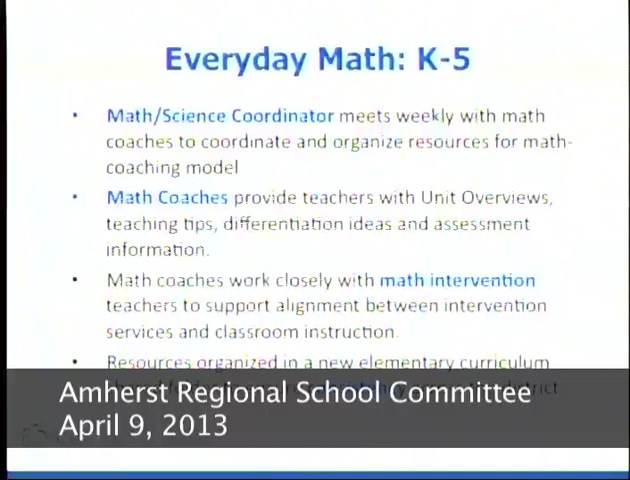 Everyday Math: K-5
• Math/Science Coordinator meets weekly with math
coaches to coordinate and organize resources for math-
coaching model
• Math Coaches provide teachers with Unit Overviews,
teaching tips, differentiation ideas and assessment
information.
• Math coaches work closely with math intervention
teachers to support alignment between intervention
services and classroom instruction.
• Resources organized in a new elementary curriculum
Amherst Regional School Committee
April 9, 2013